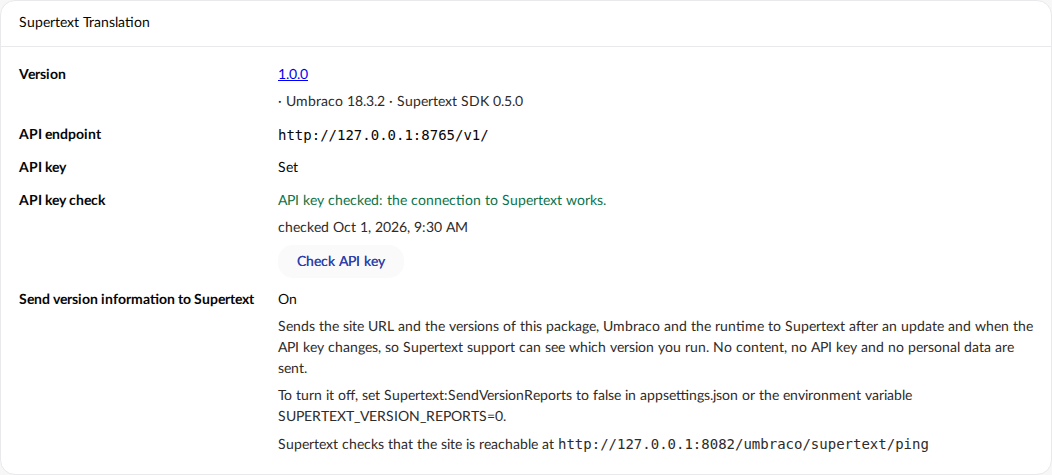 Supertext Translation
Version
1.0.0
· Umbraco 18.3.2 · Supertext SDK 0.5.0
API endpoint
http://127.0.0.1:8765/v1/
API key
Set
API key check
API key checked: the connection to Supertext works.
checked Oct 1, 2026, 9:30 AM
Check API key
Send version information to Supertext
On
Sends the site URL and the versions of this package, Umbraco and the runtime to Supertext after an update and when the
API key changes, so Supertext support can see which version you run. No content, no API key and no personal data are
sent.
To turn it off, set Supertext:SendVersionReports to false in appsettings.json or the environment variable
SUPERTEXT_VERSION_REPORTS=0.
Supertext checks that the site is reachable at http://127.0.0.1:8082/umbraco/supertext/ping